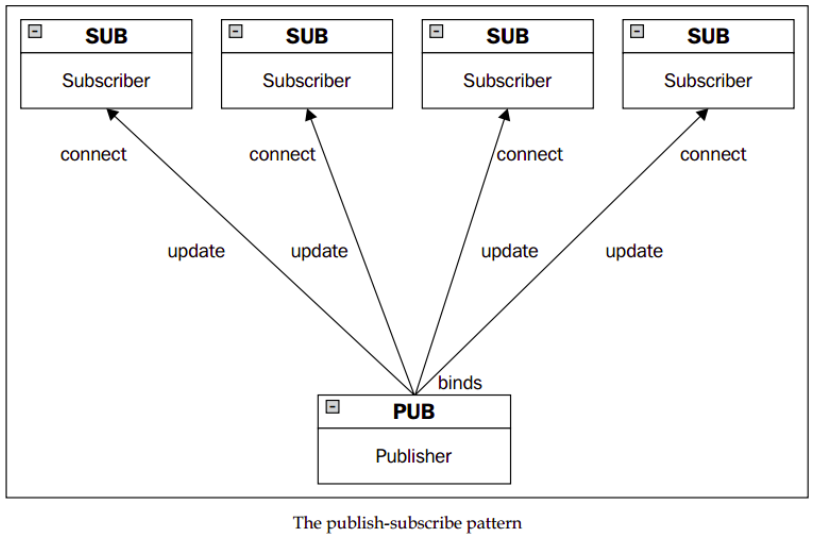 SUB SUB SUB SUB
Subscriber Subscriber Subscriber Subscriber
connect connect connect connect
update update update update
binds
PUB
Publisher
The publish-subscribe pattern